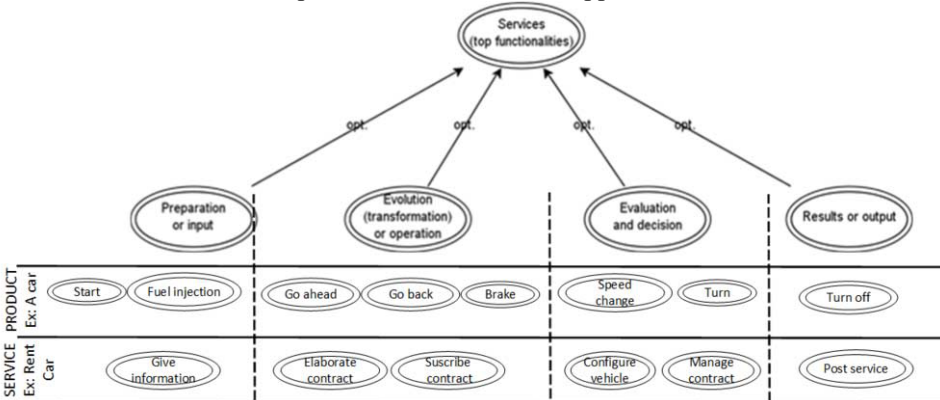 Services
(top functionalities)
opt.
opt.
opt.
opt.
Preparation
or input
Evolution
(transformation)
or operation
Evaluation
and decision
Results or output
PRODUCT
Ex: A car
Start
Fuel injection
Go ahead
Go back
Brake
Speed
change
Turn
Turn off
SERVICE
Ex: Rent
Car
Give
information
Elaborate
contract
Suscribe
contract
Configure
vehicle
Manage
contract
Post service